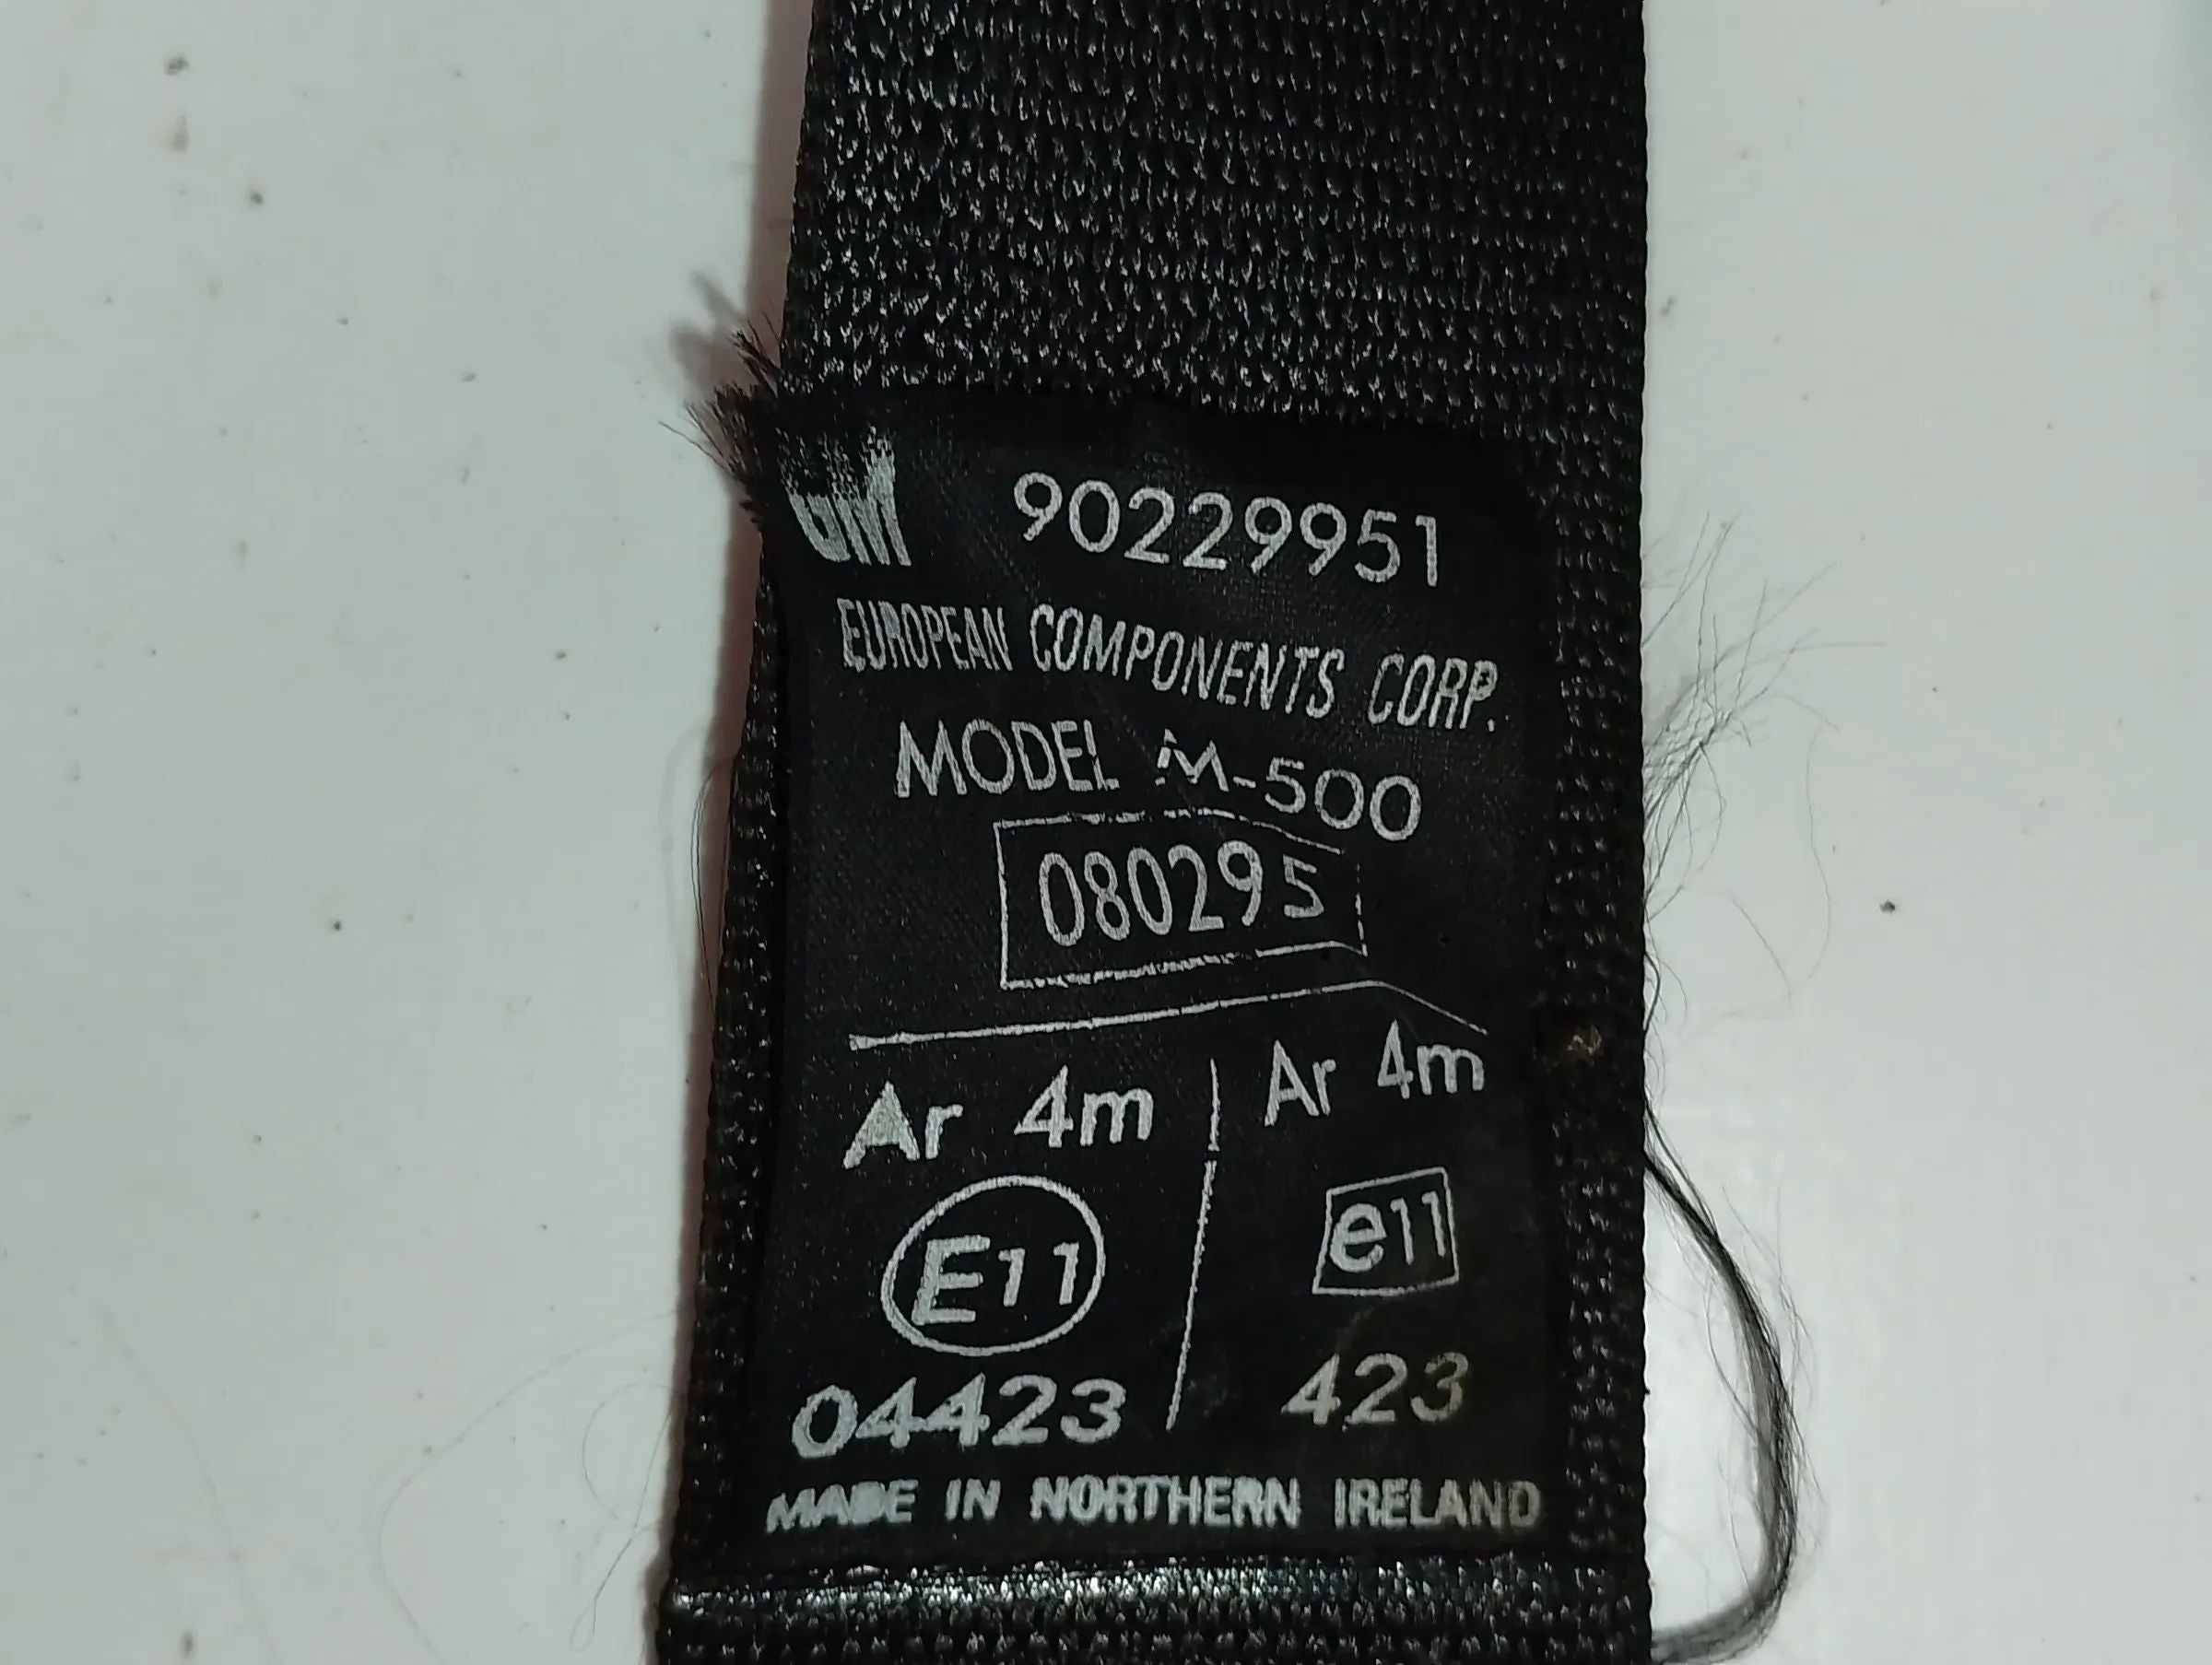 GM 90229951
EUROPEAN COMPONENTS CORP.
MODEL M-500
080295
Ar 4m Ar 4m
E11 e11
04423 423
MADE IN NORTHERN IRELAND